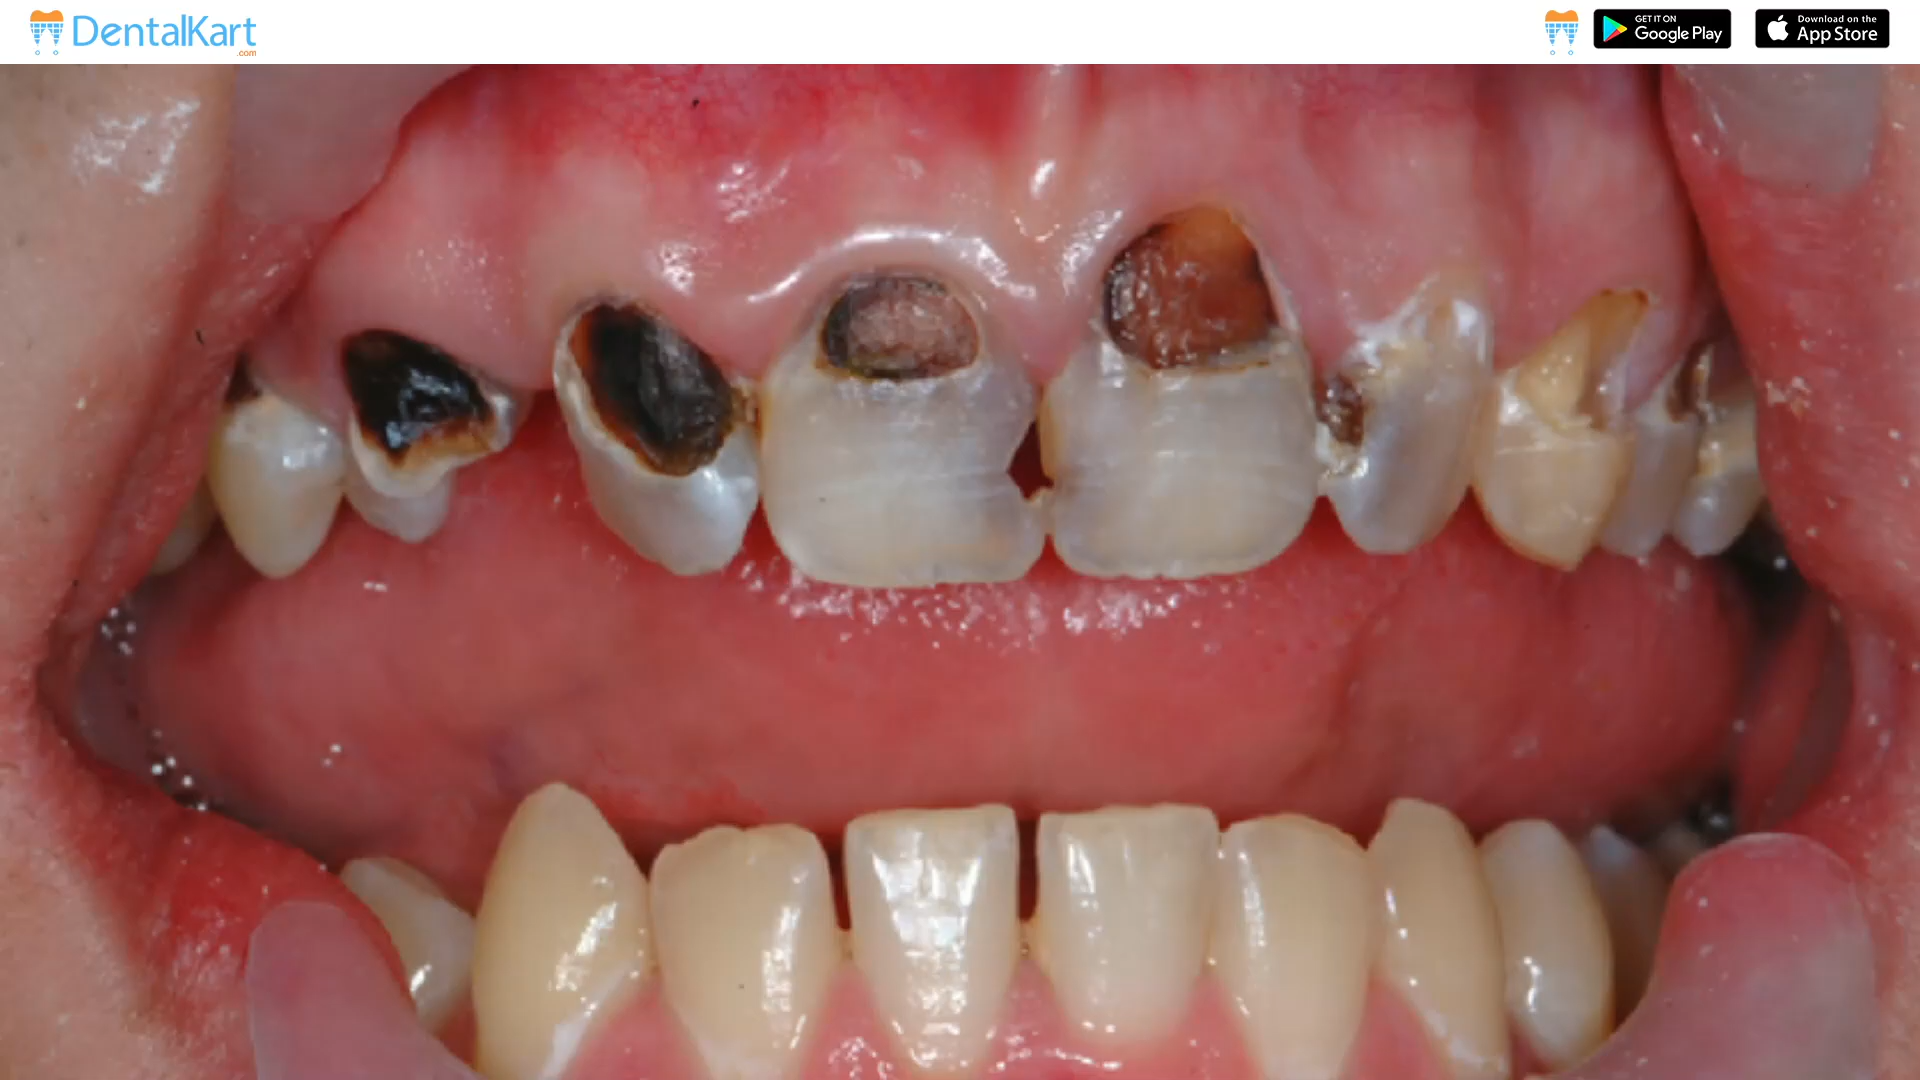 DentalKart
.com
GET IT ON
Google Play
Download on the
App Store